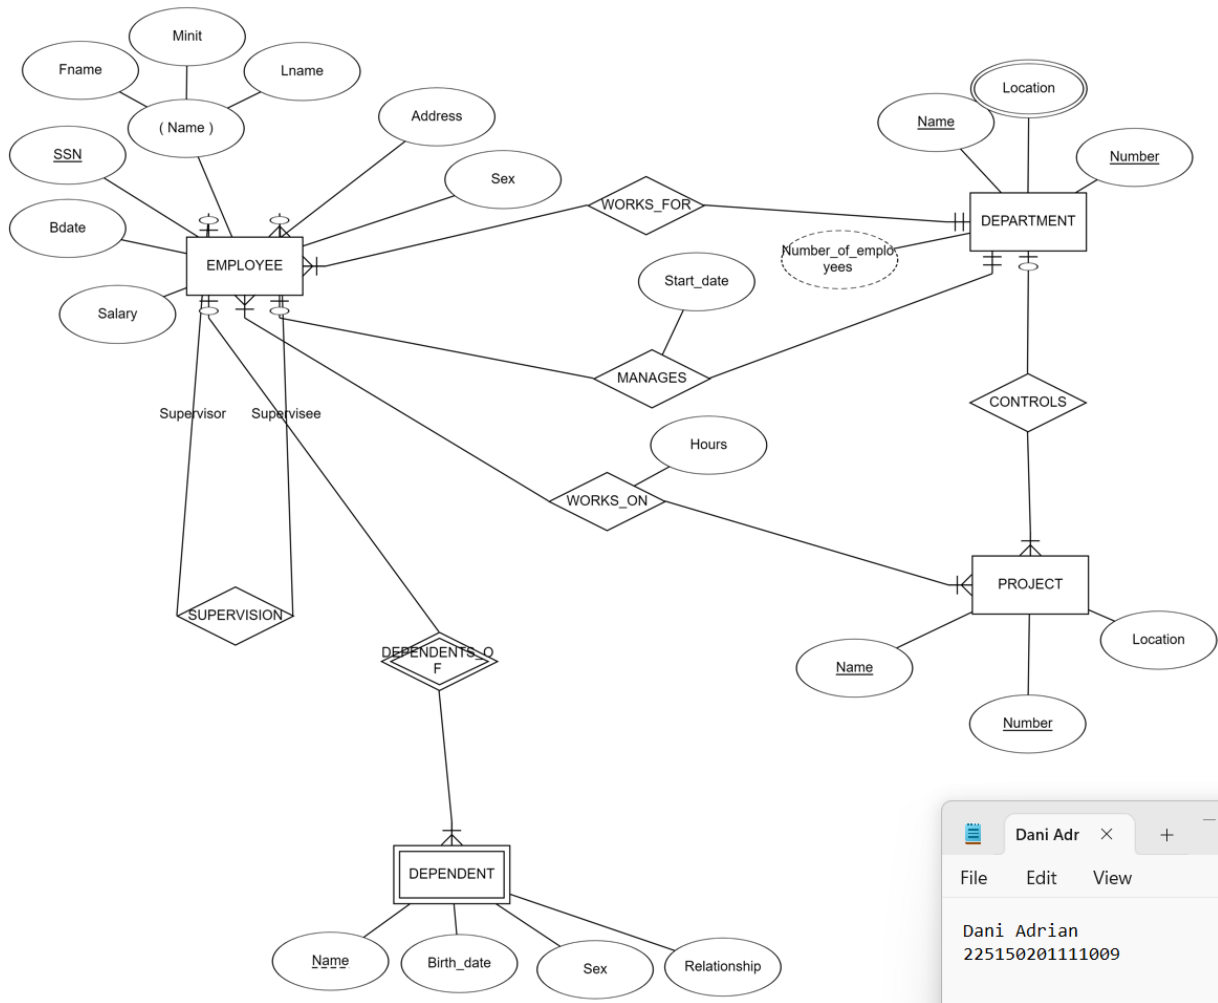 Minit
Fname
Lname
( Name )
Address
SSN
Sex
Bdate
EMPLOYEE
Salary
WORKS_FOR
Location
Name
Number
DEPARTMENT
Number_of_emplo
yees
Start_date
MANAGES
CONTROLS
Supervisor
Supervisee
Hours
WORKS_ON
PROJECT
SUPERVISION
DEPENDENTS_O
F
Name
Location
Number
DEPENDENT
Name
Birth_date
Sex
Relationship
Dani Adr
File Edit View
Dani Adrian
225150201111009